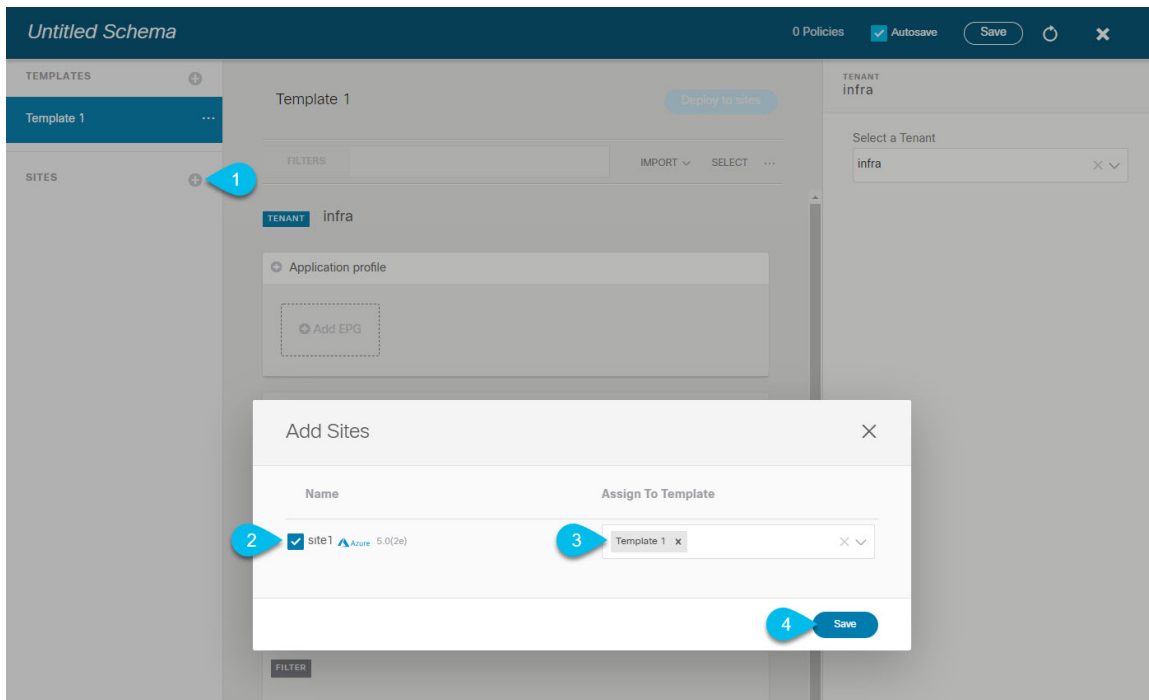 Untitled Schema
0 Policies
Autosave
Save
TEMPLATES
Template 1
...
SITES
1
Template 1
Deploy to sites
FILTERS
IMPORT
SELECT
...
TENANT infra
Application profile
Add EPG
TENANT
infra
Select a Tenant
infra
Add Sites
Name
Assign To Template
2
site1 Azure 5.0(2e)
3
Template 1 x
4
Save
FILTER